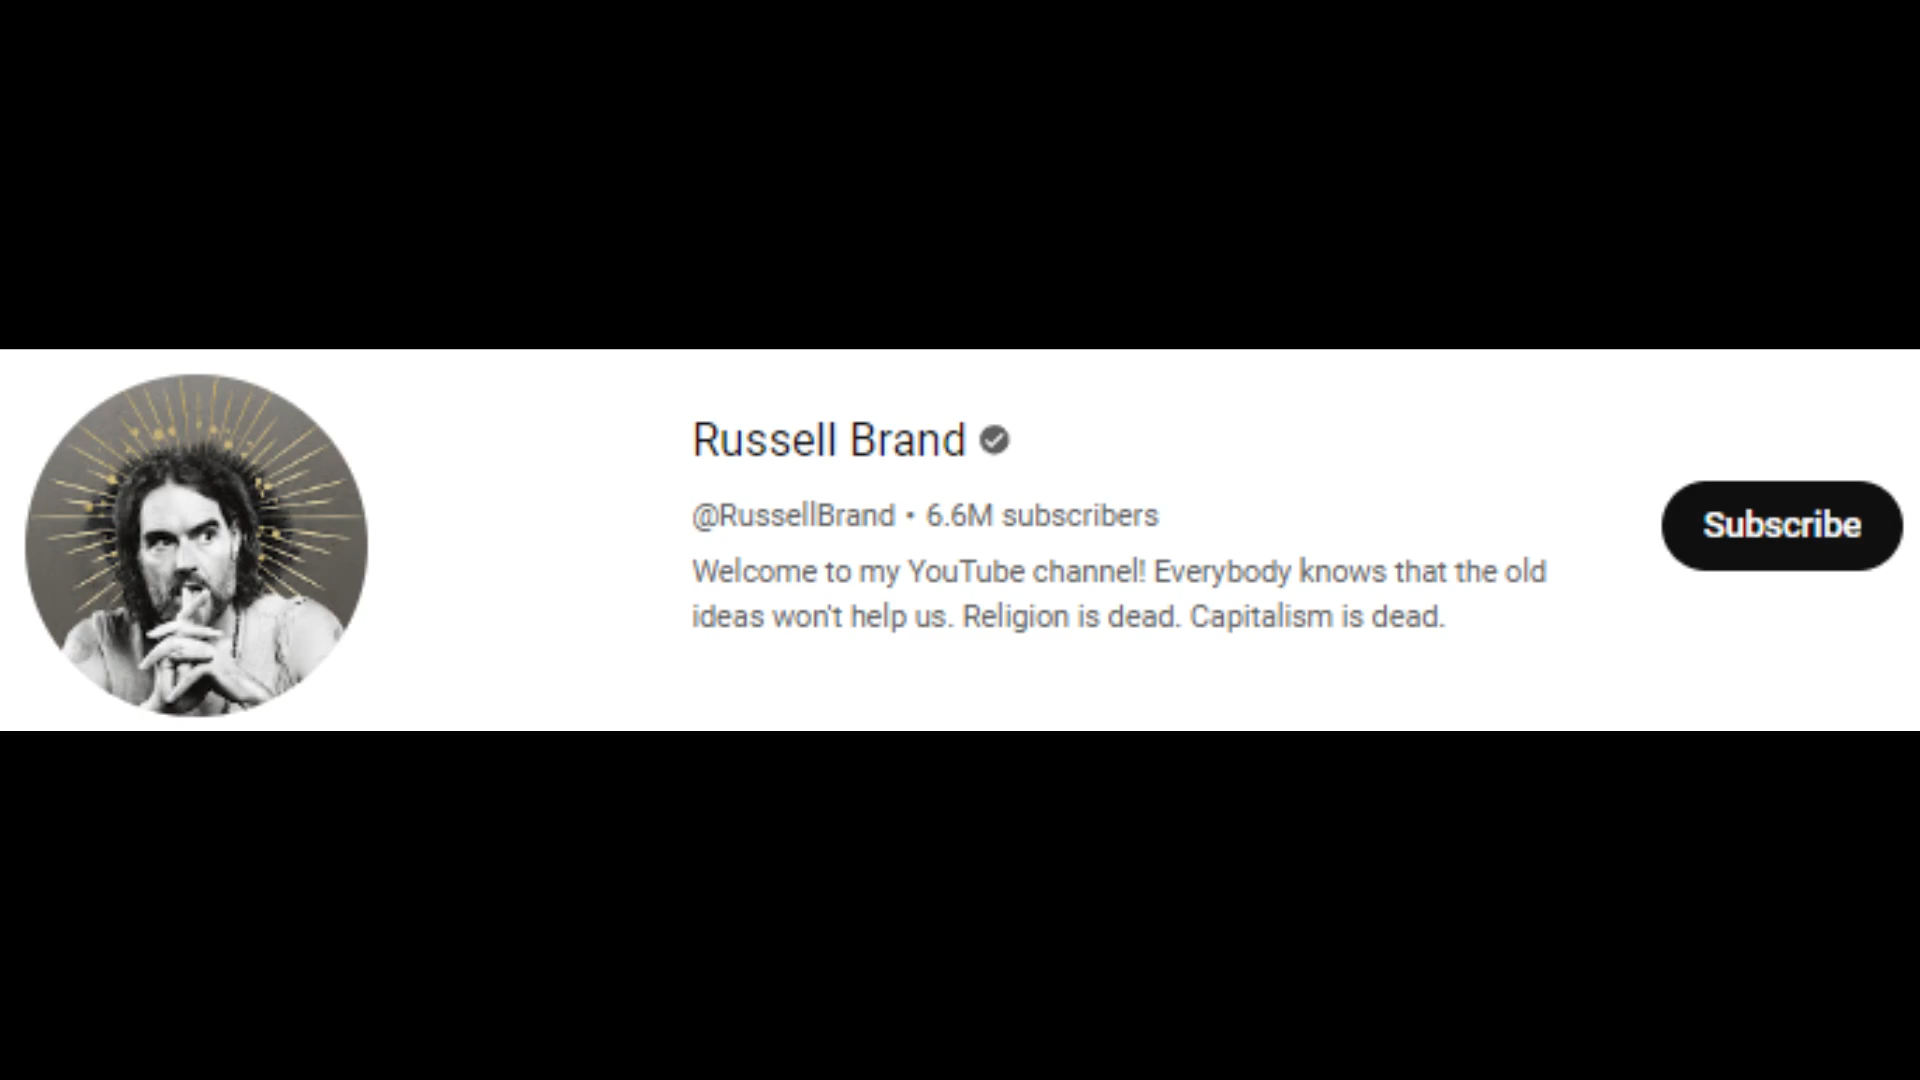 Russell Brand
@RussellBrand • 6.6M subscribers
Welcome to my YouTube channel! Everybody knows that the old
ideas won't help us. Religion is dead. Capitalism is dead.
Subscribe